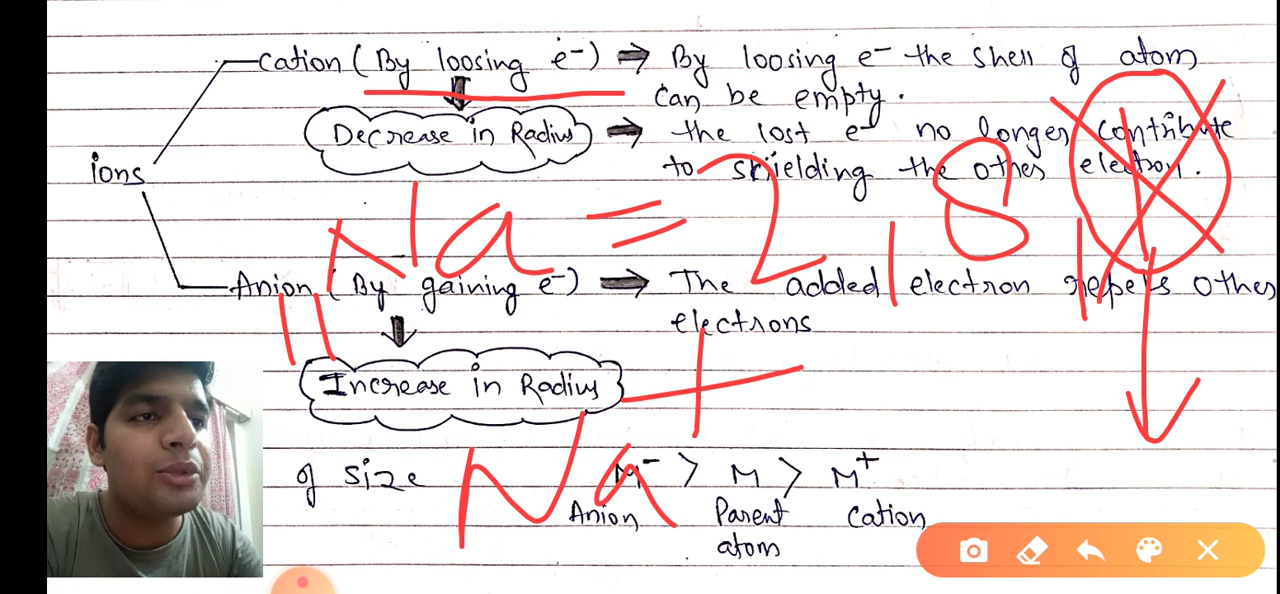 Cation (By loosing e-) ⇒ By loosing e- the shell of atom
can be empty.
Decrease in Radius ⇒ the lost e- no longer contribute
to shielding the other electron.
ions
Na = 2,8,1
Anion (By gaining e-) ⇒ The added electron repels other
electrons
Increase in Radius
Na+
of size M- > M > M+
Anion Parent cation
atom